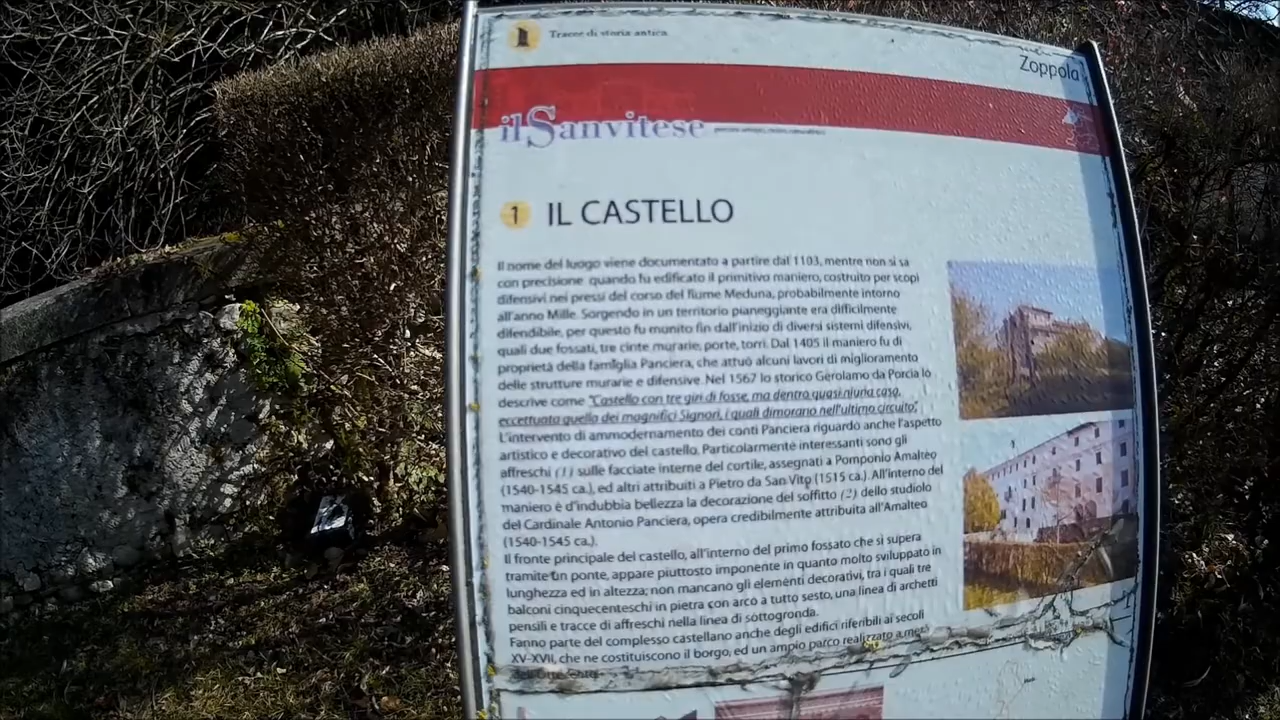 1 Tracce di storia antica
Zoppola
il Sanvitese
1 IL CASTELLO
Il nome del luogo viene documentato a partire dal 1103, mentre non si sa
con precisione quando fu edificato il primitivo maniero, costruito per scopi
difensivi nei pressi del corso del fiume Meduna, probabilmente intorno
all'anno Mille. Sorgendo in un territorio pianeggiante era difficilmente
difendibile, per questo fu munito fin dall'inizio di diversi sistemi difensivi,
quali due fossati, tre cinte murarie, porte, torri. Dal 1405 il maniero fu di
proprietà della famiglia Panciera, che attuò alcuni lavori di miglioramento
delle strutture murarie e difensive. Nel 1567 lo storico Gerolamo da Porcia lo
descrive come "Castello con tre giri di fosse, ma dentro quasi niuna casa,
eccettuata quella dei magnifici Signori, i quali dimorano nell'ultimo circuito".
L'intervento di ammodernamento dei conti Panciera riguardò anche l'aspetto
artistico e decorativo del castello. Particolarmente interessanti sono gli
affreschi (1) sulle facciate interne del cortile, assegnati a Pomponio Amalteo
(1540-1545 ca.), ed altri attribuiti a Pietro da San Vito (1515 ca.). All'interno del
maniero è d'indubbia bellezza la decorazione del soffitto (2) dello studiolo
del Cardinale Antonio Panciera, opera credibilmente attribuita all'Amalteo
(1540-1545 ca.).
Il fronte principale del castello, all'interno del primo fossato che si supera
tramite un ponte, appare piuttosto imponente in quanto molto sviluppato in
lunghezza ed in altezza; non mancano gli elementi decorativi, tra i quali tre
balconi cinquecenteschi in pietra con arco a tutto sesto, una linea di archetti
pensili e tracce di affreschi nella linea di sottogronda.
Fanno parte del complesso castellano anche degli edifici riferibili ai secoli
XV-XVII, che ne costituiscono il borgo, ed un ampio parco realizzato a metà